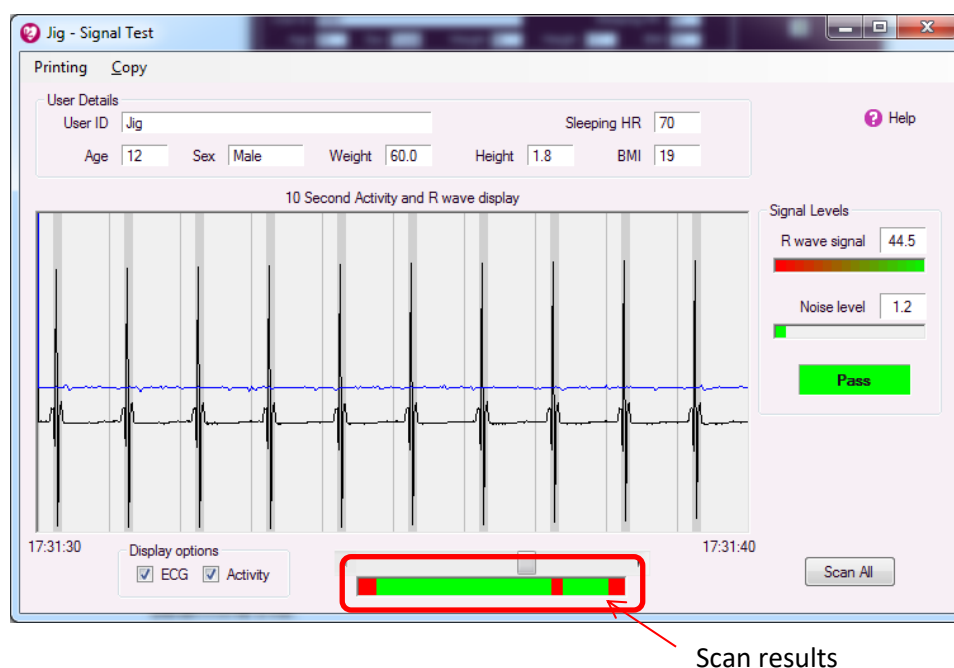 Jig - Signal Test
Printing Copy
User Details
User ID Jig Sleeping HR 70
Help
Age 12 Sex Male Weight 60.0 Height 1.8 BMI 19
10 Second Activity and R wave display
Signal Levels
R wave signal 44.5
Noise level 1.2
Pass
17:31:30 17:31:40
Display options
ECG Activity
Scan All
Scan results